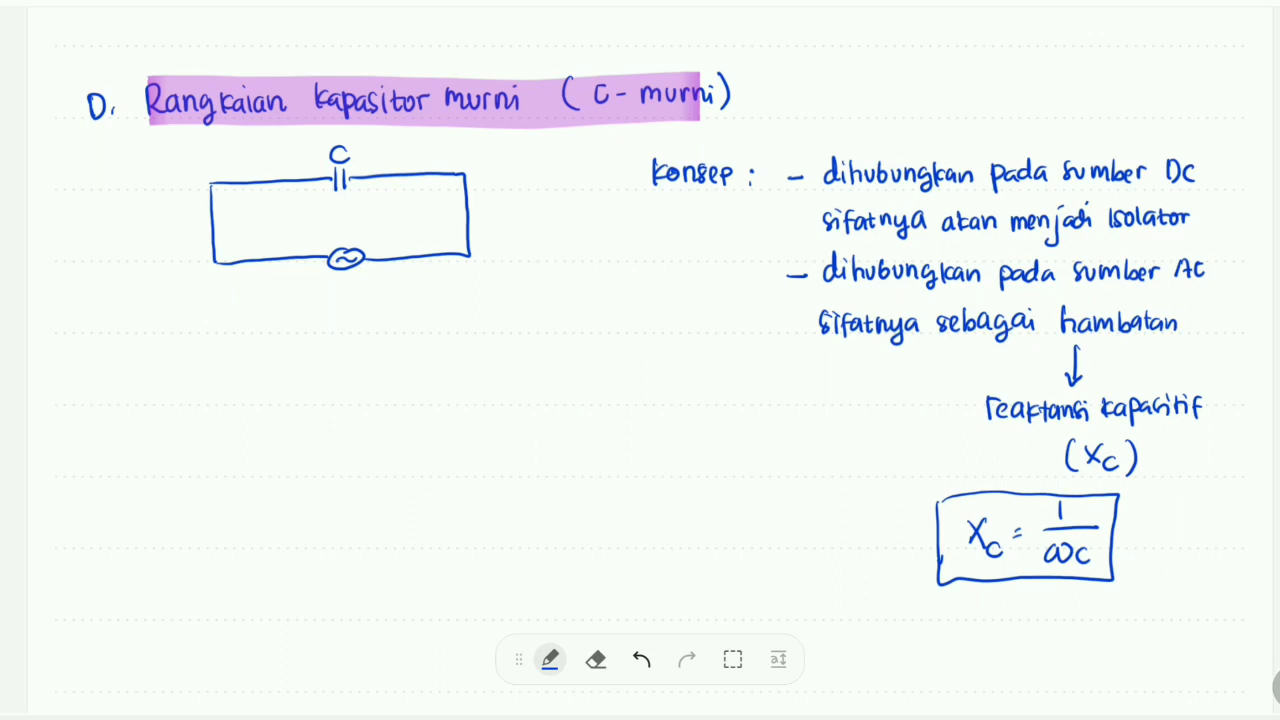 D. Rangkaian kapasitor murni (C - murni)
C
Konsep : - dihubungkan pada sumber DC
sifatnya akan menjadi isolator
- dihubungkan pada sumber AC
sifatnya sebagai hambatan
↓
reaktansi kapasitif
(Xc)
Xc = 1/ωC